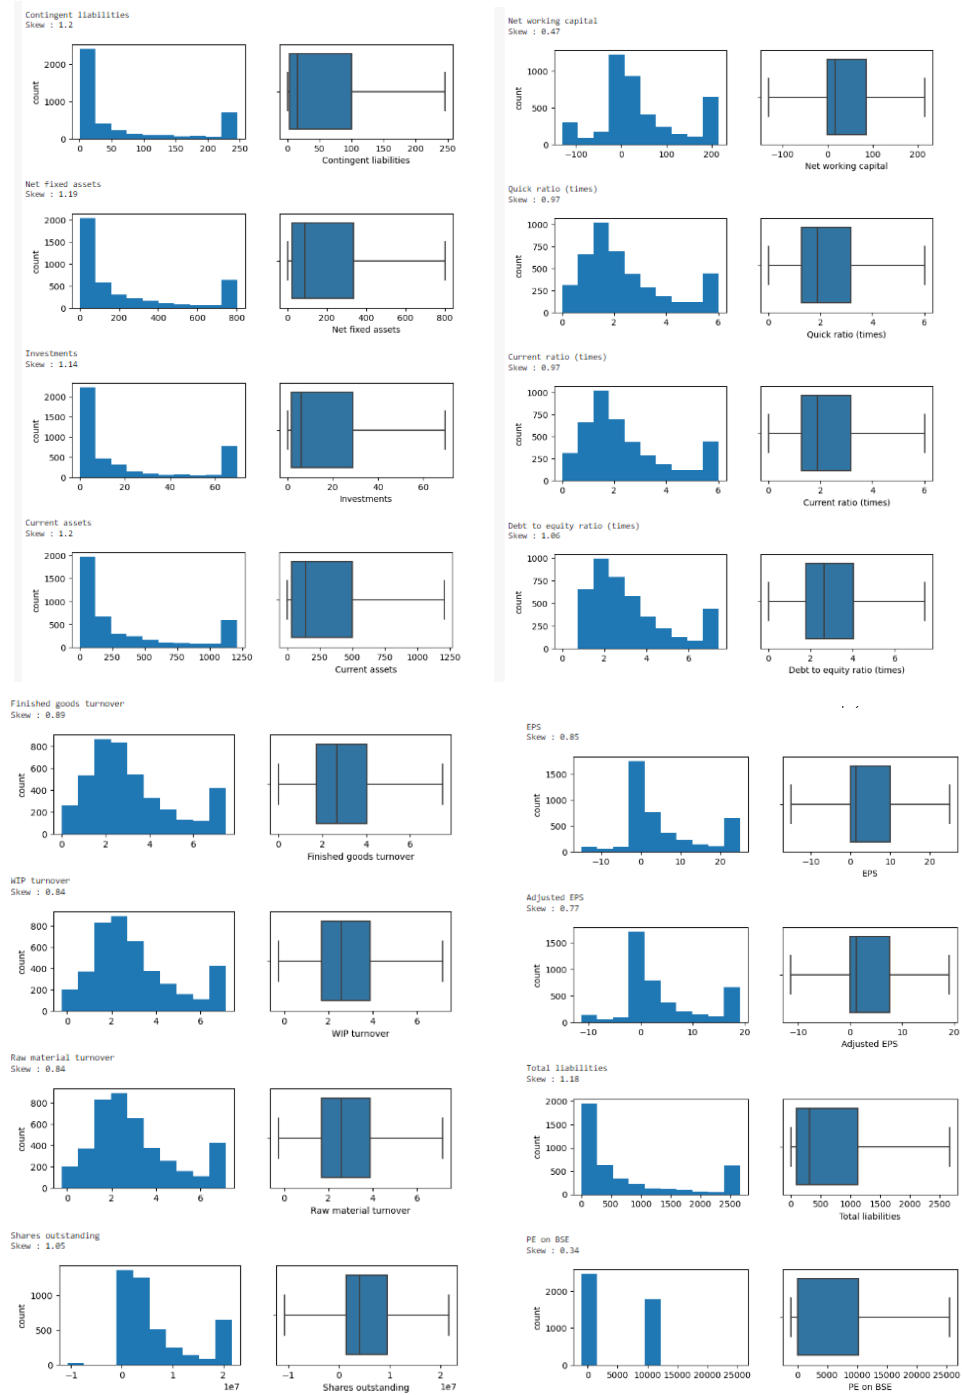 Contingent liabilities
Skew : 1.2
count
2000
1000
0
0 50 100 150 200 250
0 50 100 150 200 250
Contingent liabilities
Net fixed assets
Skew : 1.19
count
2000
1500
1000
500
0
0 200 400 600 800
0 200 400 600 800
Net fixed assets
Investments
Skew : 1.14
count
2000
1500
1000
500
0
0 20 40 60
0 20 40 60
Investments
Current assets
Skew : 1.2
count
2000
1500
1000
500
0
0 250 500 750 1000 1250
0 250 500 750 1000 1250
Current assets
Net working capital
Skew : 0.47
count
1000
500
0
−100 0 100 200
−100 0 100 200
Net working capital
Quick ratio (times)
Skew : 0.97
count
1000
750
500
250
0
0 2 4 6
0 2 4 6
Quick ratio (times)
Current ratio (times)
Skew : 0.97
count
1000
750
500
250
0
0 2 4 6
0 2 4 6
Current ratio (times)
Debt to equity ratio (times)
Skew : 1.06
count
1000
750
500
250
0
0 2 4 6
0 2 4 6
Debt to equity ratio (times)
Finished goods turnover
Skew : 0.89
count
800
600
400
200
0
0 2 4 6
0 2 4 6
Finished goods turnover
WIP turnover
Skew : 0.84
count
800
600
400
200
0
0 2 4 6
0 2 4 6
WIP turnover
Raw material turnover
Skew : 0.84
count
800
600
400
200
0
0 2 4 6
0 2 4 6
Raw material turnover
Shares outstanding
Skew : 1.05
count
1000
500
0
−1 0 1 2
1e7
−1 0 1 2
Shares outstanding 1e7
EPS
Skew : 0.85
count
1500
1000
500
0
−10 0 10 20
−10 0 10 20
EPS
Adjusted EPS
Skew : 0.77
count
1500
1000
500
0
−10 0 10 20
−10 0 10 20
Adjusted EPS
Total liabilities
Skew : 1.18
count
2000
1500
1000
500
0
0 500 1000 1500 2000 2500
0 500 1000 1500 2000 2500
Total liabilities
PE on BSE
Skew : 0.34
count
2000
1000
0
0 5000 10000 15000 20000 25000
0 5000 10000 15000 20000 25000
PE on BSE